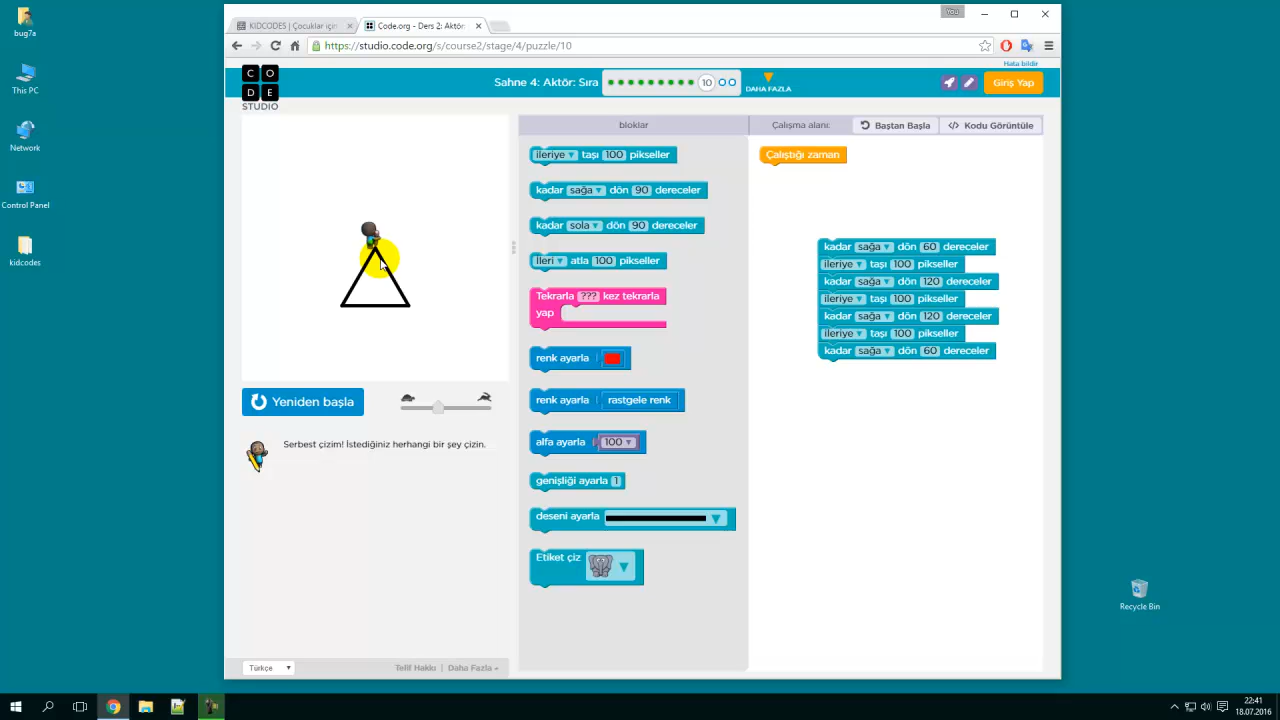 bug7a
This PC
Network
Control Panel
kidcodes
Recycle Bin
KIDCODES | Çocuklar için
Code.org - Ders 2: Aktör:
You
https://studio.code.org/s/course2/stage/4/puzzle/10
Hata bildir
C O
D E
STUDIO
Sahne 4: Aktör: Sıra
10
DAHA FAZLA
Giriş Yap
bloklar
Çalışma alanı:
Baştan Başla
Kodu Görüntüle
ileriye taşı 100 pikseller
kadar sağa dön 90 dereceler
kadar sola dön 90 dereceler
İleri atla 100 pikseller
Tekrarla ??? kez tekrarla
yap
renk ayarla
renk ayarla rastgele renk
alfa ayarla 100
genişliği ayarla 1
deseni ayarla
Etiket çiz
Çalıştığı zaman
kadar sağa dön 60 dereceler
ileriye taşı 100 pikseller
kadar sağa dön 120 dereceler
ileriye taşı 100 pikseller
kadar sağa dön 120 dereceler
ileriye taşı 100 pikseller
kadar sağa dön 60 dereceler
Yeniden başla
Serbest çizim! İstediğiniz herhangi bir şey çizin.
Türkçe
Telif Hakkı | Daha Fazla
22:41
18.07.2016